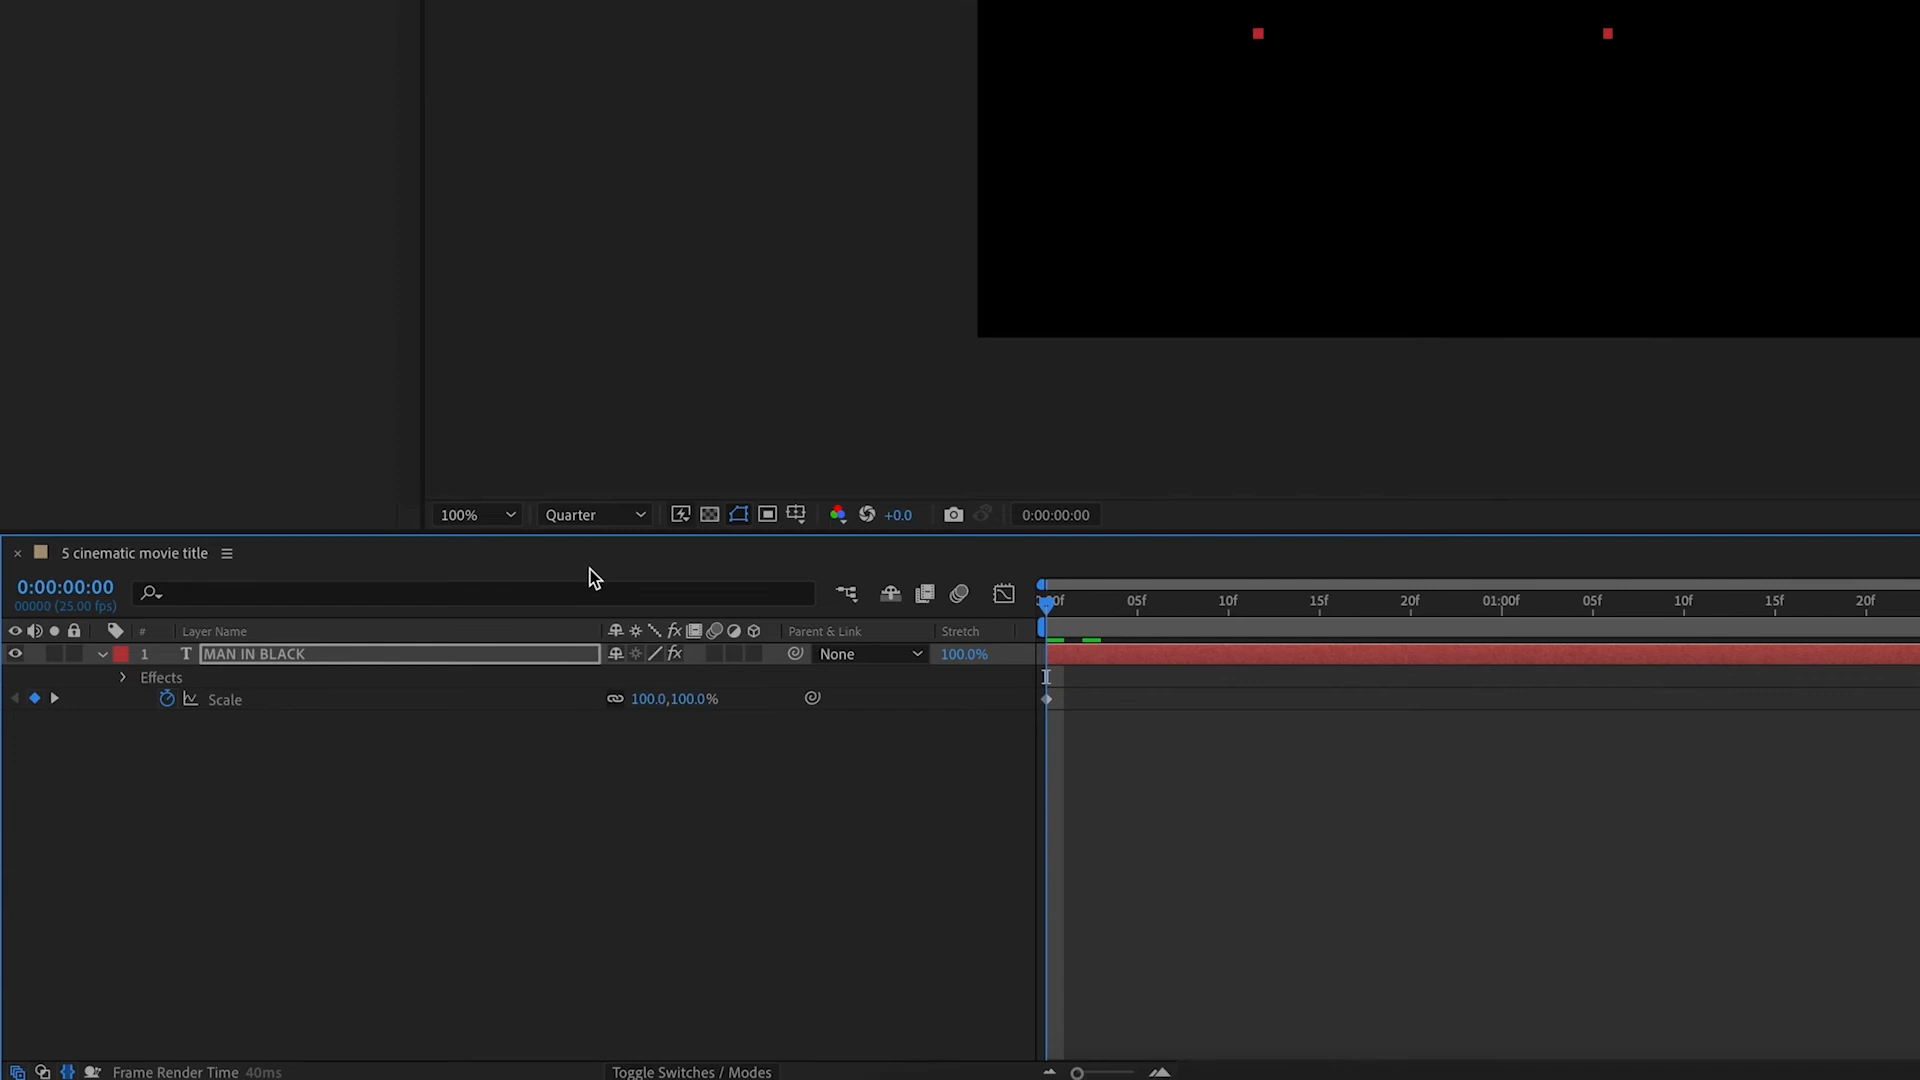 100%
Quarter
+0.0
0:00:00:00
5 cinematic movie title
0:00:00:00
00000 (25.00 fps)
05f
10f
15f
20f
01:00f
05f
10f
15f
20f
#
Layer Name
fx
Parent & Link
Stretch
1
T
MAN IN BLACK
fx
None
100.0%
Effects
Scale
100.0,100.0%
Frame Render Time 40ms
Toggle Switches / Modes